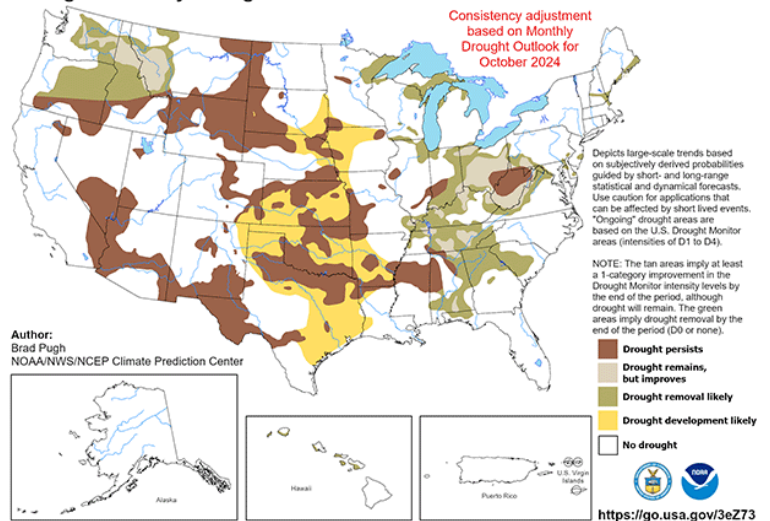 Consistency adjustment
based on Monthly
Drought Outlook for
October 2024
Depicts large-scale trends based
on subjectively derived probabilities
guided by short- and long-range
statistical and dynamical forecasts.
Use caution for applications that
can be affected by short lived events.
"Ongoing" drought areas are
based on the U.S. Drought Monitor
areas (intensities of D1 to D4).
NOTE: The tan areas imply at least
a 1-category improvement in the
Drought Monitor intensity levels by
the end of the period, although
drought will remain. The green
areas imply drought removal by the
end of the period (D0 or none).
Author:
Brad Pugh
NOAA/NWS/NCEP Climate Prediction Center
Drought persists
Drought remains,
but improves
Drought removal likely
Drought development likely
No drought
Alaska
Hawaii
Puerto Rico
U.S. Virgin
Islands
NOAA
https://go.usa.gov/3eZ73